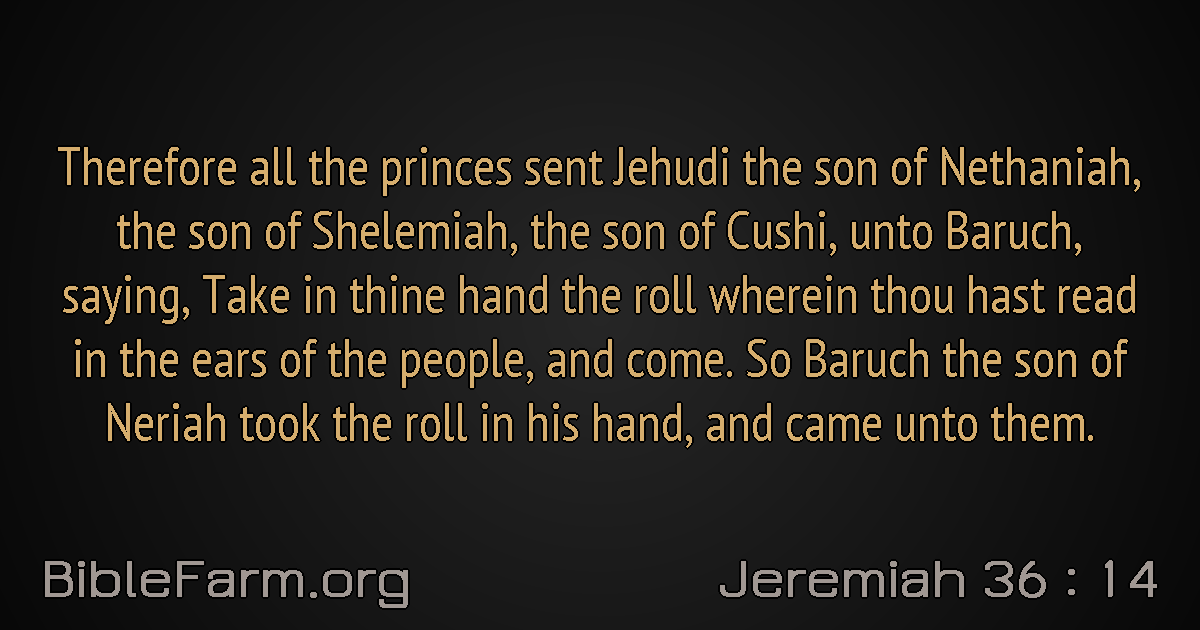 Therefore all the princes sent Jehudi the son of Nethaniah,
the son of Shelemiah, the son of Cushi, unto Baruch,
saying, Take in thine hand the roll wherein thou hast read
in the ears of the people, and come. So Baruch the son of
Neriah took the roll in his hand, and came unto them.
BibleFarm.org
Jeremiah 36 : 14